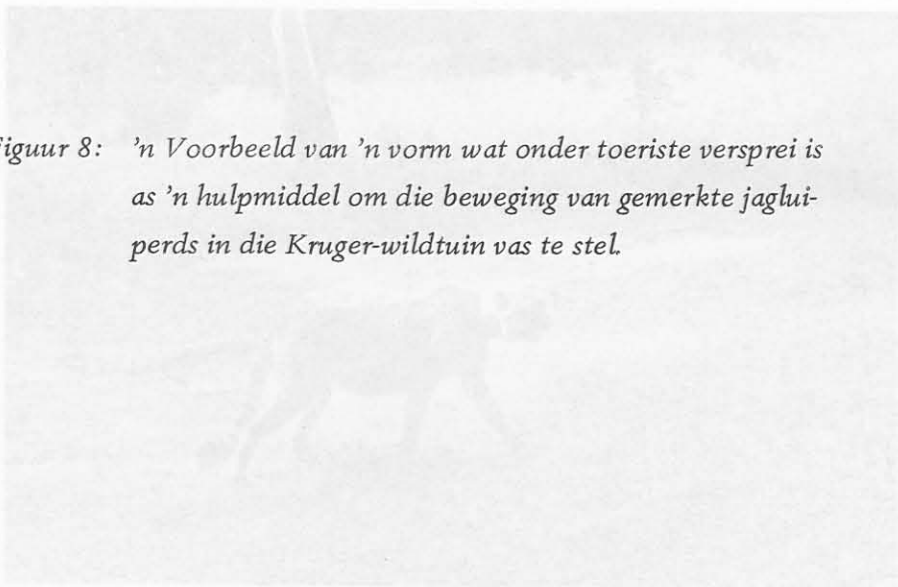 iguur 8: 'n Voorbeeld van 'n vorm wat onder toeriste versprei is
as 'n hulpmiddel om die beweging van gemerkte jaglui-
perds in die Kruger-wildtuin vas te stel.